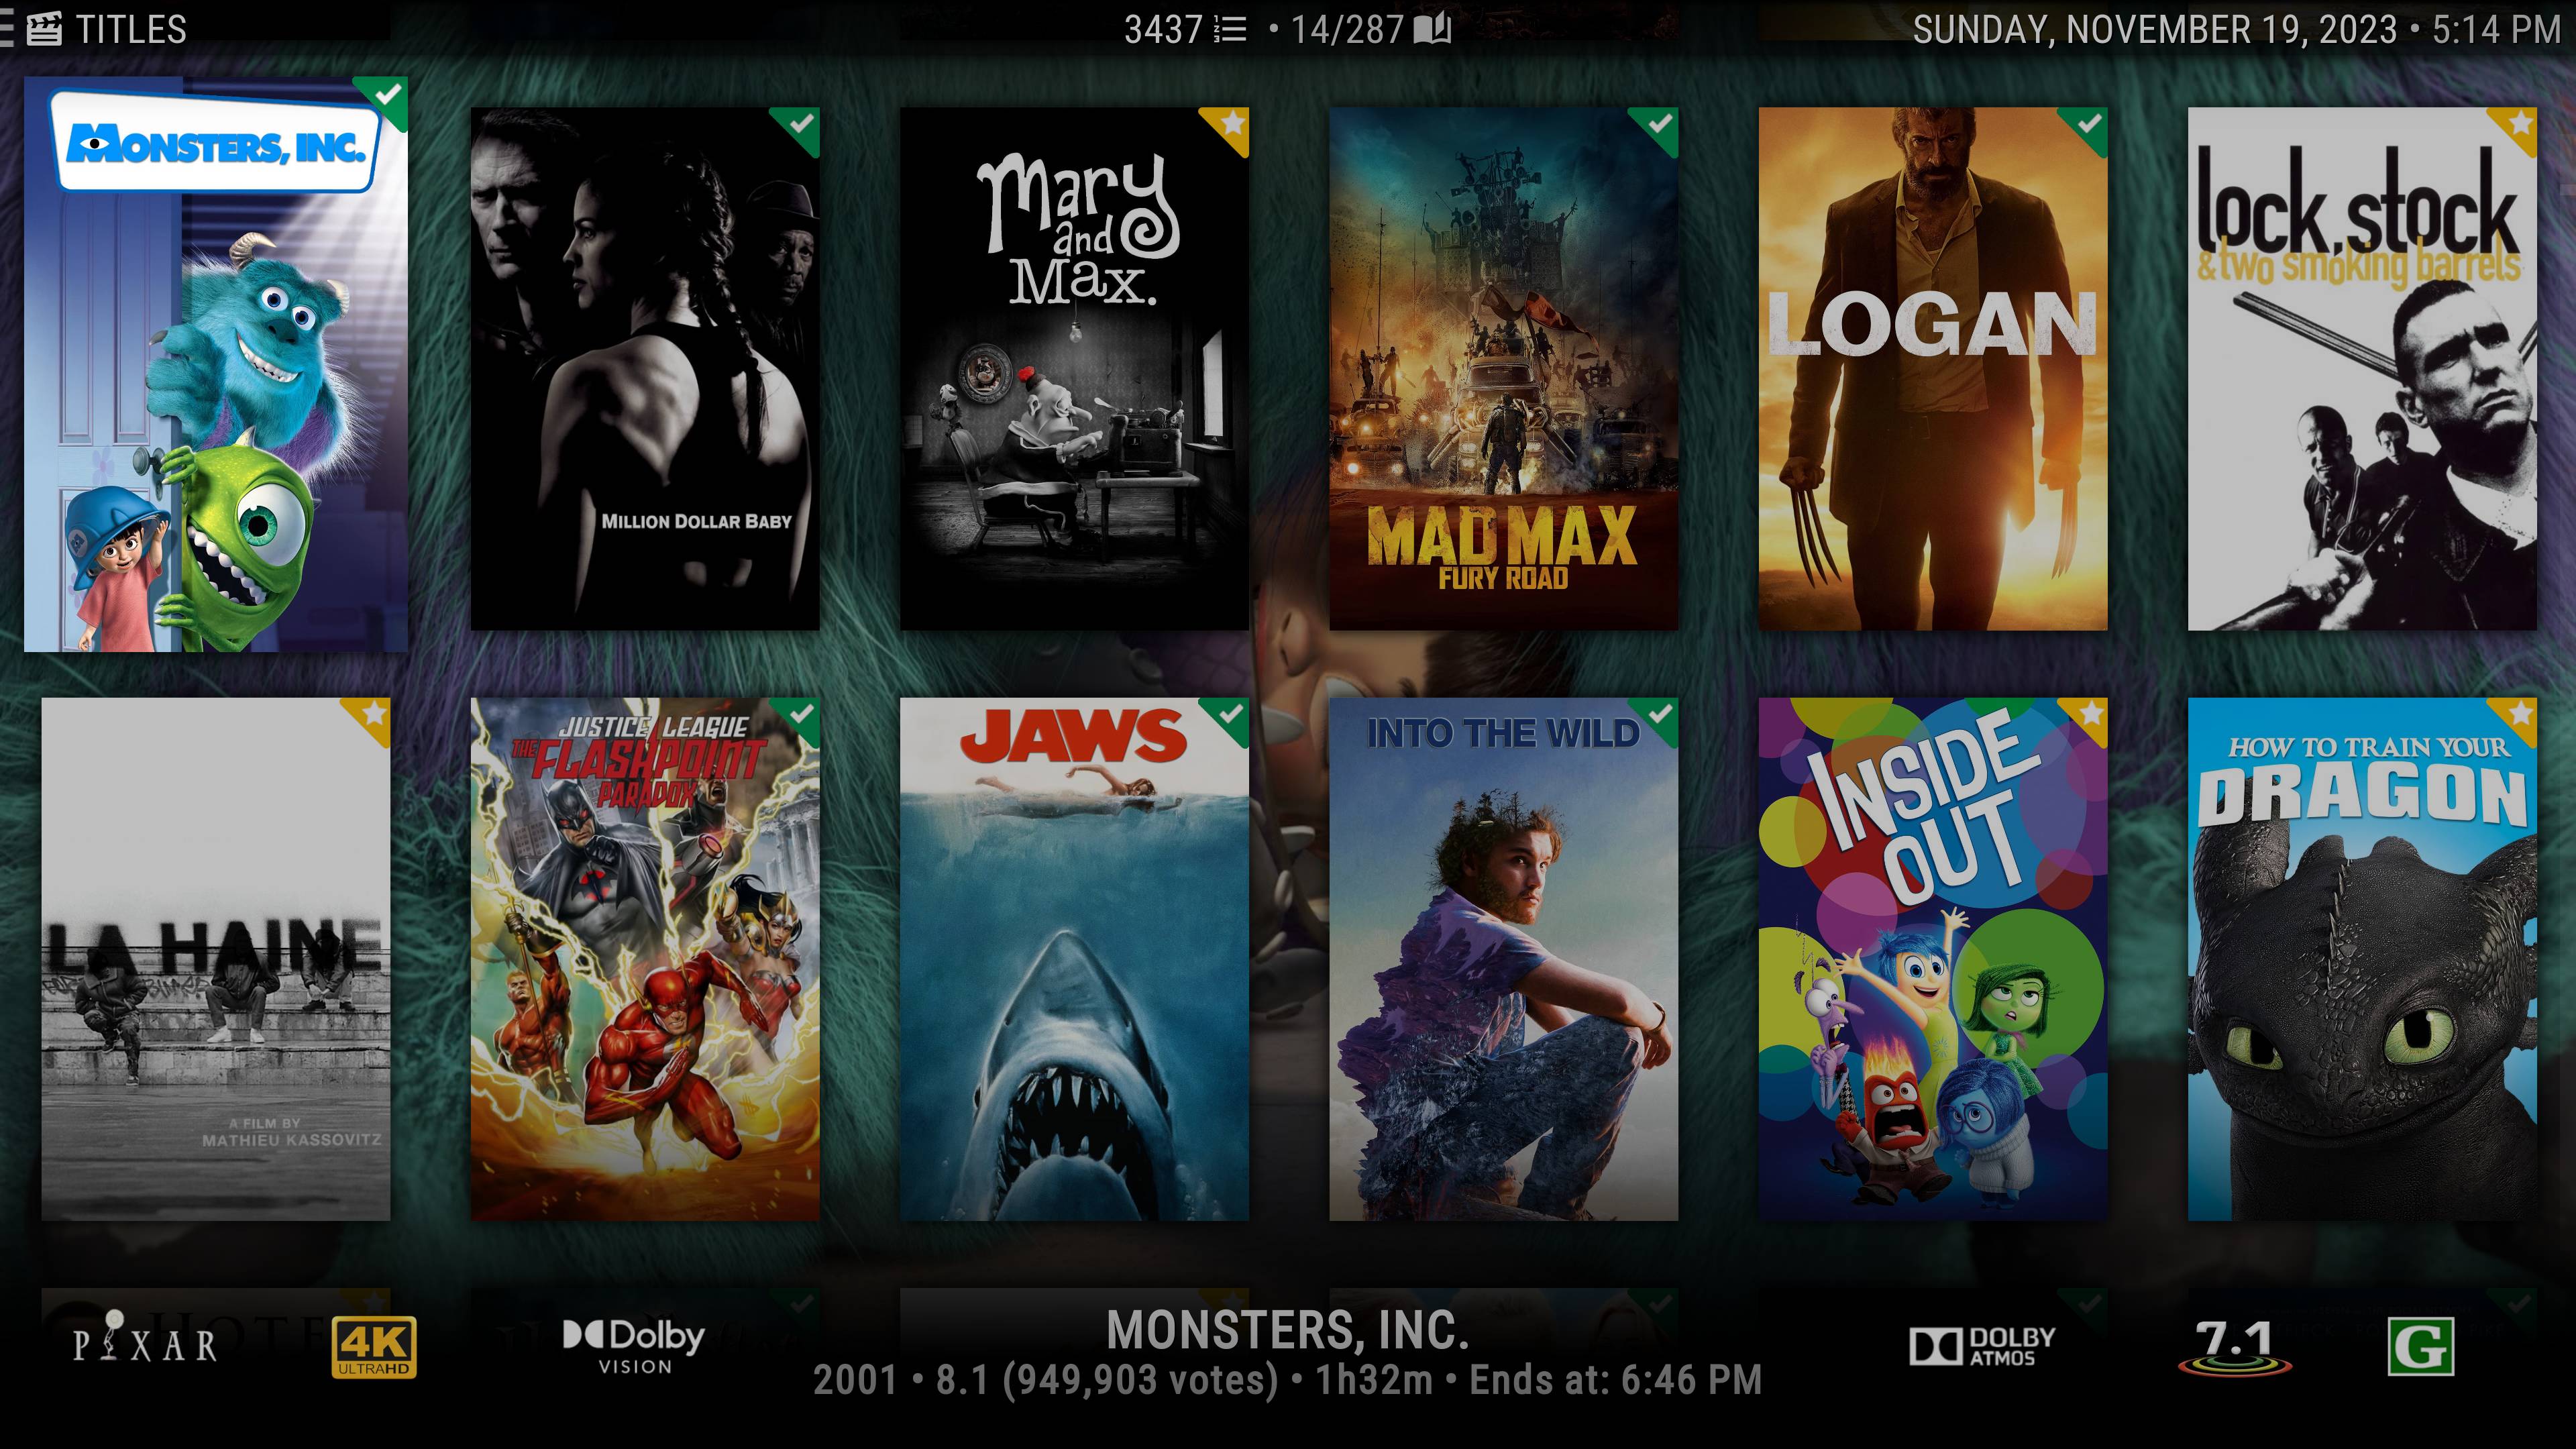 TITLES
3437 • 14/287
SUNDAY, NOVEMBER 19, 2023 • 5:14 PM
MONSTERS, INC.
MILLION DOLLAR BABY
Mary
and
Max.
MAD MAX
FURY ROAD
LOGAN
lock, stock
& two smoking barrels
LA HAINE
A FILM BY
MATHIEU KASSOVITZ
JUSTICE LEAGUE
THE FLASHPOINT
PARADOX
JAWS
INTO THE WILD
INSIDE
OUT
HOW TO TRAIN YOUR
DRAGON
PIXAR
4K
ULTRAHD
Dolby
VISION
MONSTERS, INC.
2001 • 8.1 (949,903 votes) • 1h32m • Ends at: 6:46 PM
DOLBY
ATMOS
7.1
G